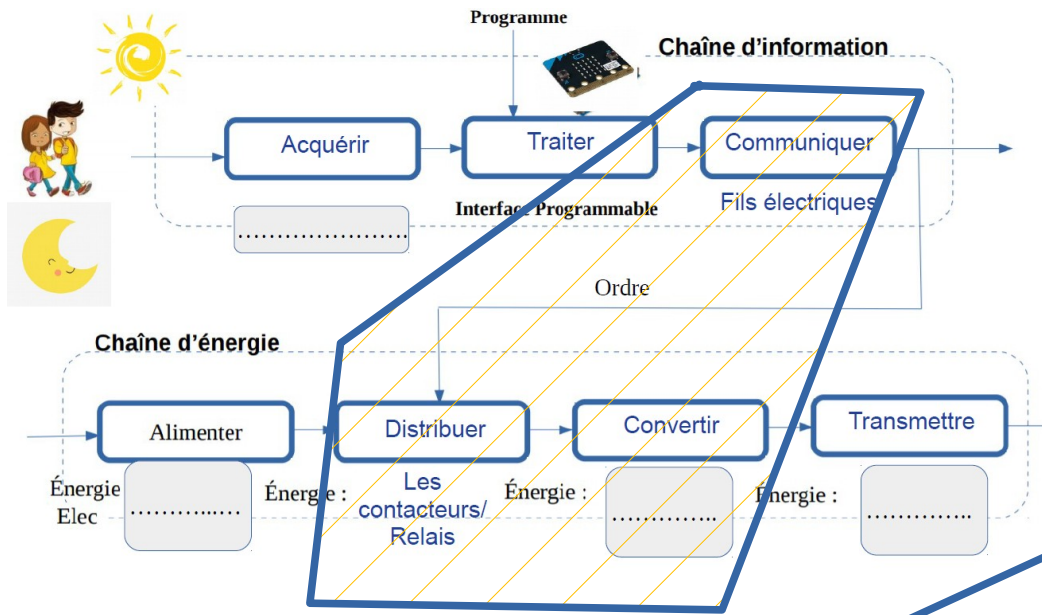 Programme
Chaîne d’information
Acquérir
Traiter
Communiquer
Fils électriques
Interface Programmable
……………………
Ordre
Chaîne d’énergie
Alimenter
Distribuer
Convertir
Transmettre
Énergie
Elec
………...…
Énergie :
Les
contacteurs/
Relais
Énergie :
…………..
Énergie :
…………..